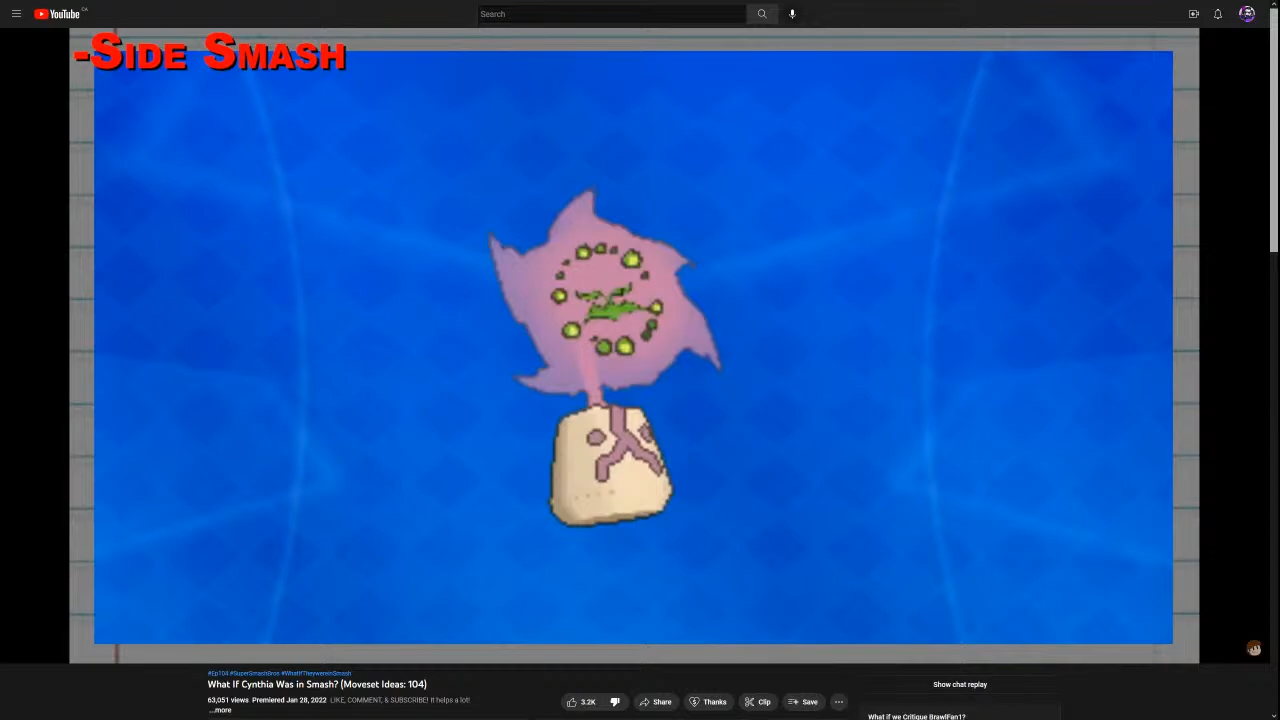 YouTube CA
Search
-SIDE SMASH
#Ep104 #SuperSmashBros #WhatIfTheywereinSmash
What If Cynthia Was in Smash? (Moveset Ideas: 104)
63,051 views Premiered Jan 28, 2022 LIKE, COMMENT, & SUBSCRIBE! It helps a lot!
...more
3.2K
Share
Thanks
Clip
Save
Show chat replay
What if we Critique BrawlFan1?